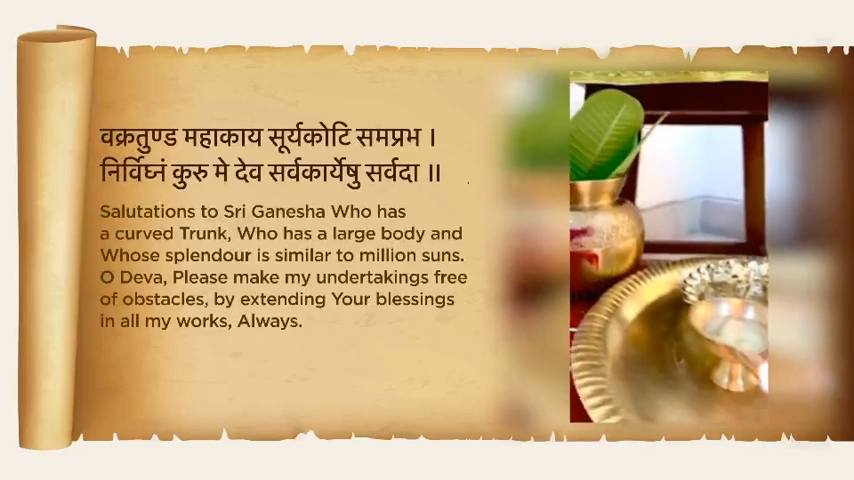 वक्रतुण्ड महाकाय सूर्यकोटि समप्रभ ।
निर्विघ्नं कुरु मे देव सर्वकार्येषु सर्वदा ॥
Salutations to Sri Ganesha Who has
a curved Trunk, Who has a large body and
Whose splendour is similar to million suns.
O Deva, Please make my undertakings free
of obstacles, by extending Your blessings
in all my works, Always.